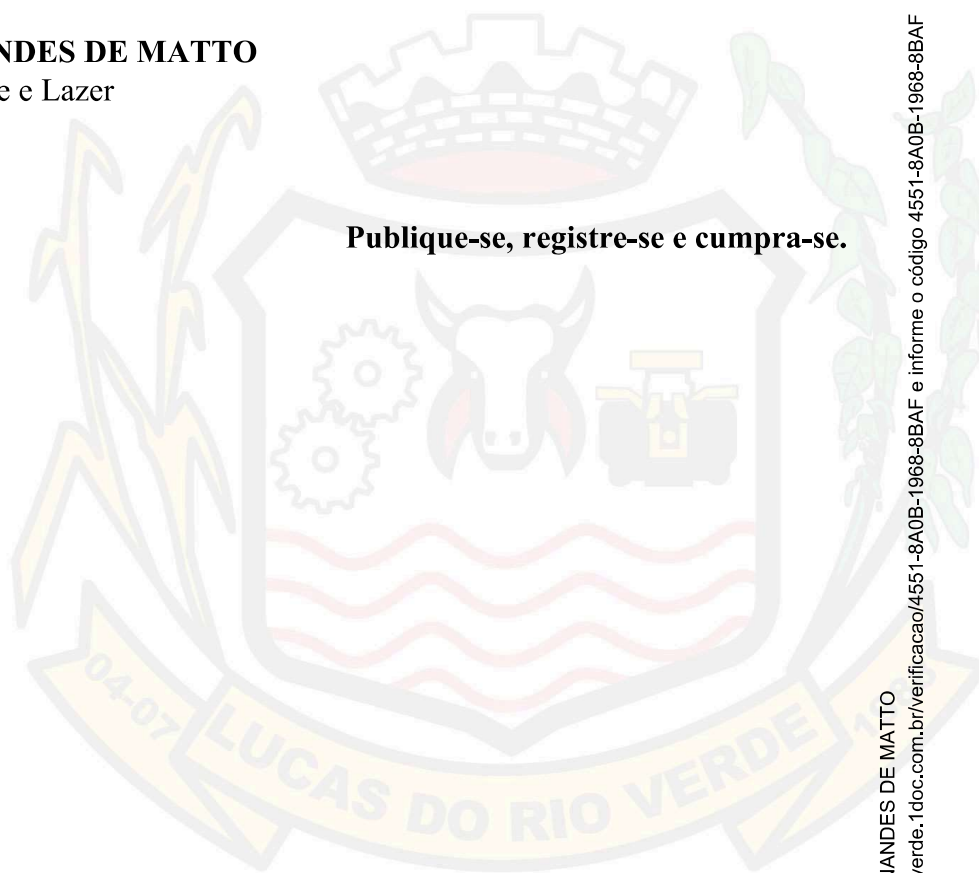 NDES DE MATTO
e e Lazer
Publique-se, registre-se e cumpra-se.
04-07
LUCAS DO RIO VERDE
NANDES DE MATTO
verde.1doc.com.br/verificacao/4551-8A0B-1968-8BAF e informe o código 4551-8A0B-1968-8BAF